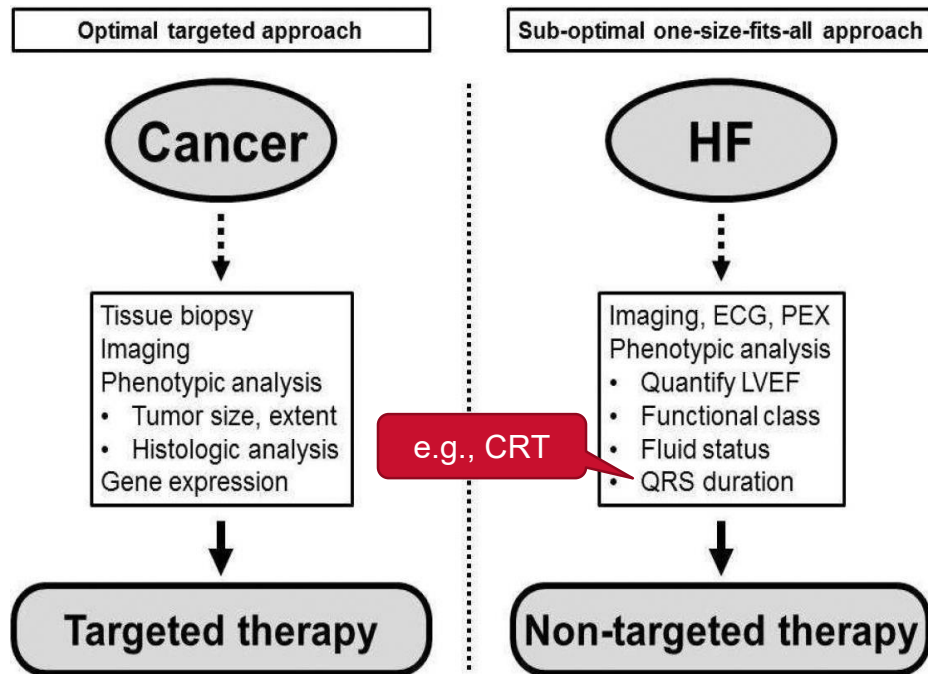 Optimal targeted approach
Cancer
Tissue biopsy
Imaging
Phenotypic analysis
• Tumor size, extent
• Histologic analysis
Gene expression
Targeted therapy
Sub-optimal one-size-fits-all approach
HF
Imaging, ECG, PEX
Phenotypic analysis
• Quantify LVEF
• Functional class
• Fluid status
• QRS duration
e.g., CRT
Non-targeted therapy